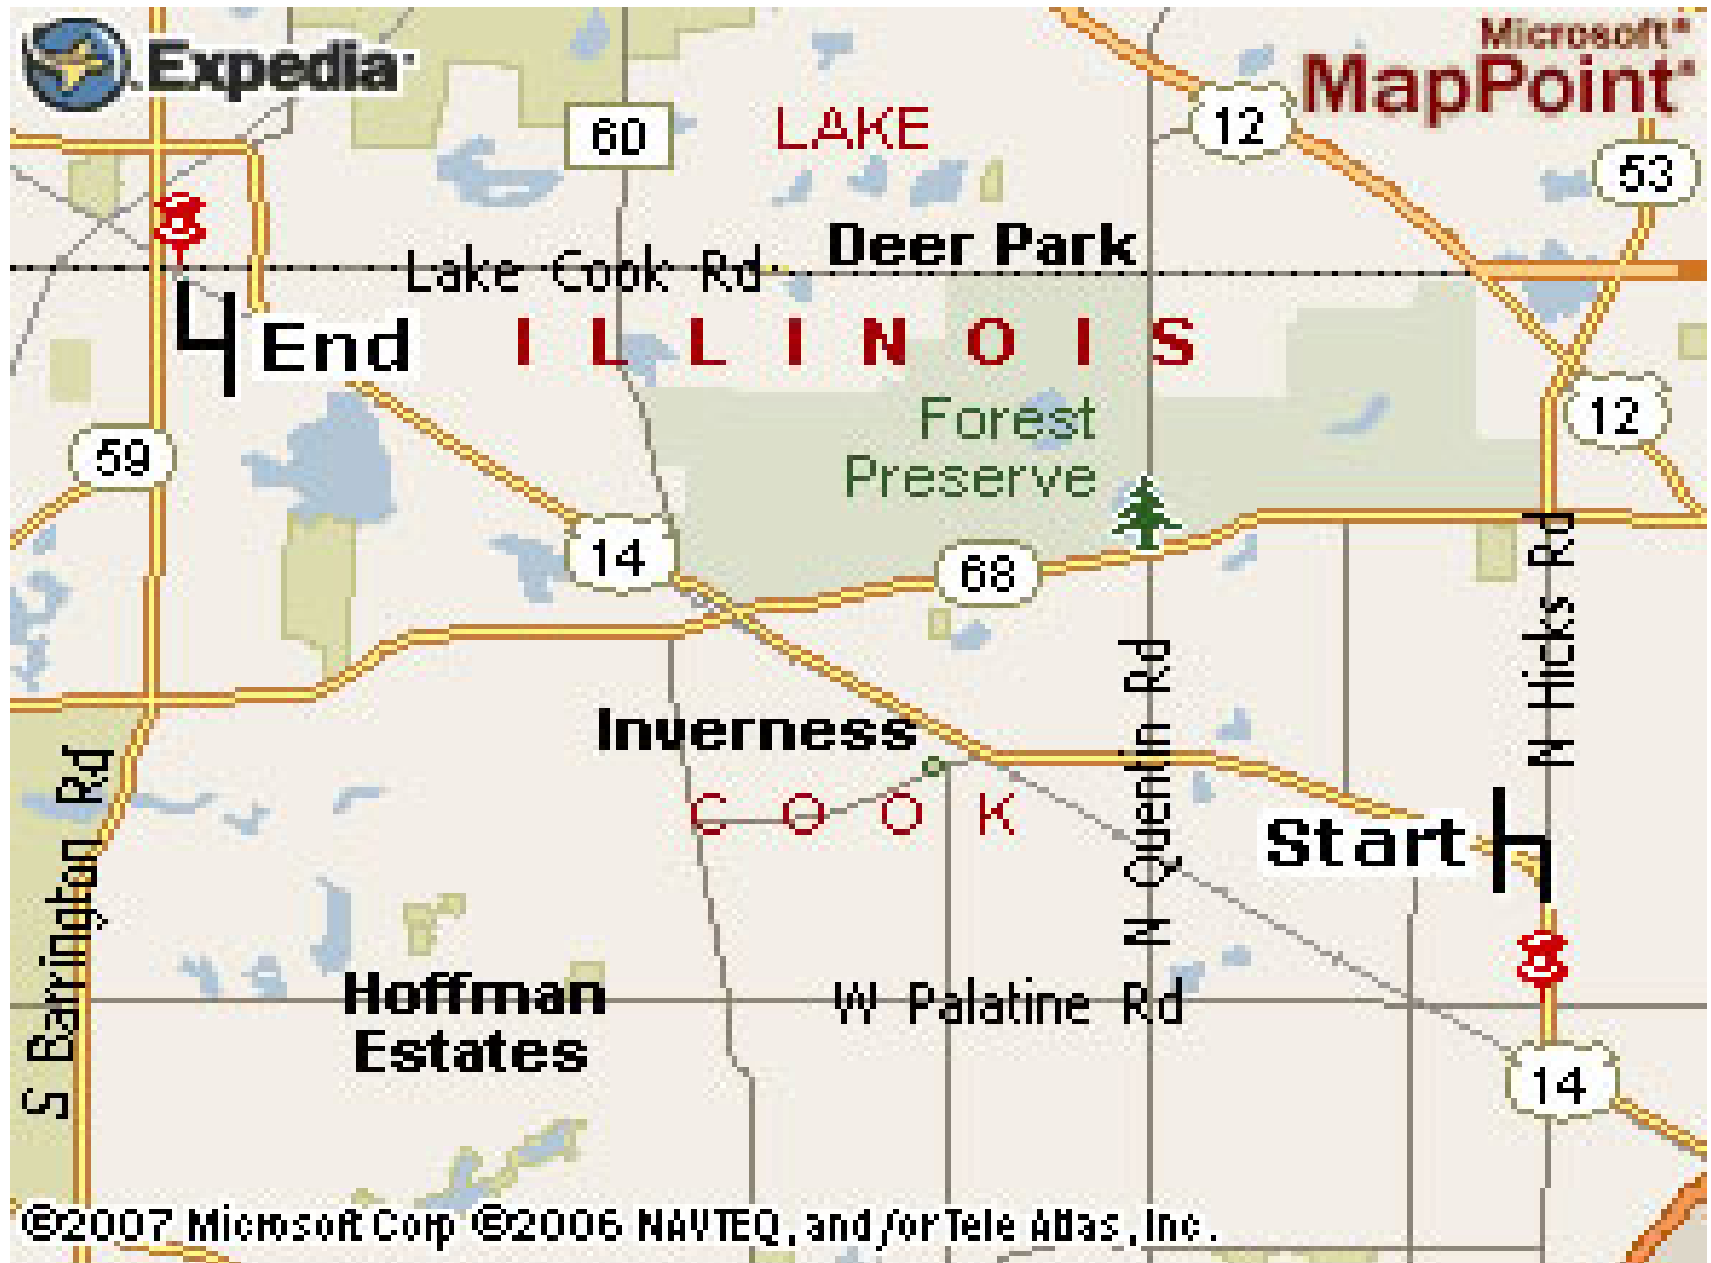 Expedia
Microsoft®
MapPoint®
60
LAKE
12
53
Deer Park
Lake Cook Rd
ILLINOIS
End
Forest
Preserve
12
59
14
68
N Hicks Rd
N Quentin Rd
Inverness
COOK
Start
S Barrington Rd
Hoffman
Estates
W Palatine Rd
14
©2007 Microsoft Corp ©2006 NAVTEQ, and/or Tele Atlas, Inc.